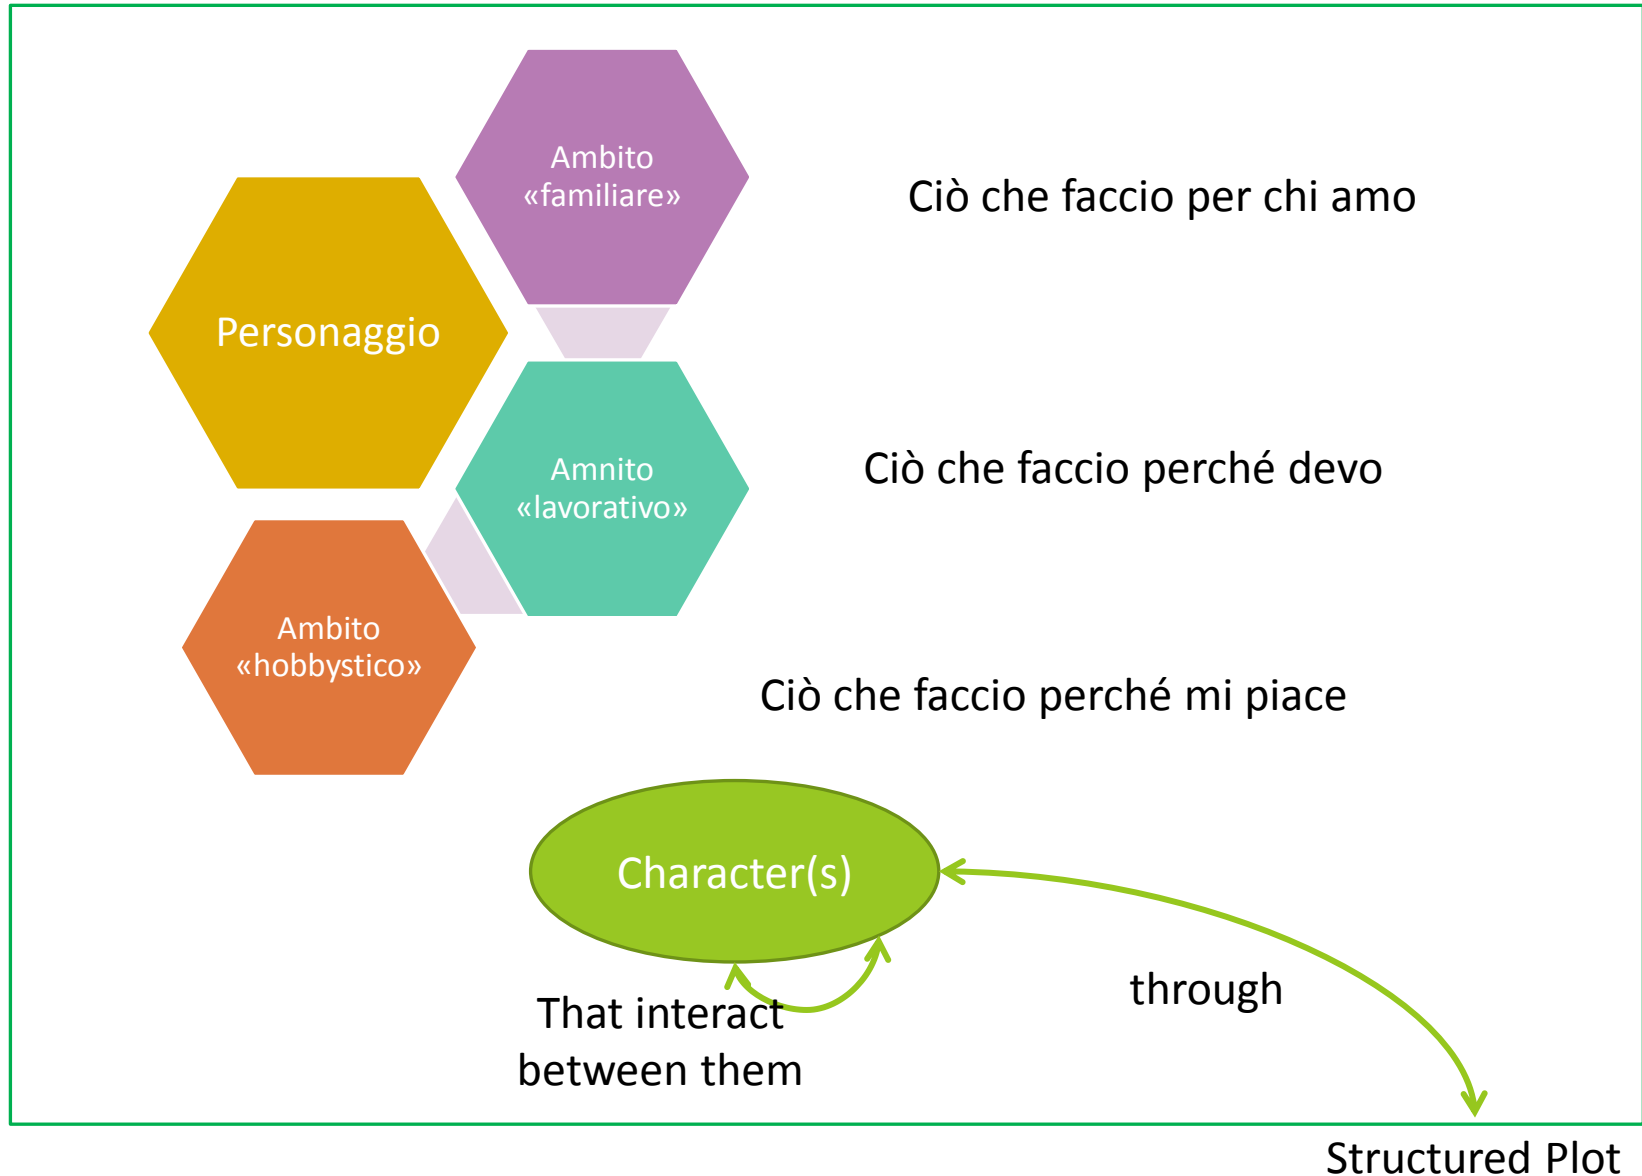 Ambito
«familiare»
Ciò che faccio per chi amo
Personaggio
Amnito
«lavorativo»
Ciò che faccio perché devo
Ambito
«hobbystico»
Ciò che faccio perché mi piace
Character(s)
That interact
between them
through
Structured Plot